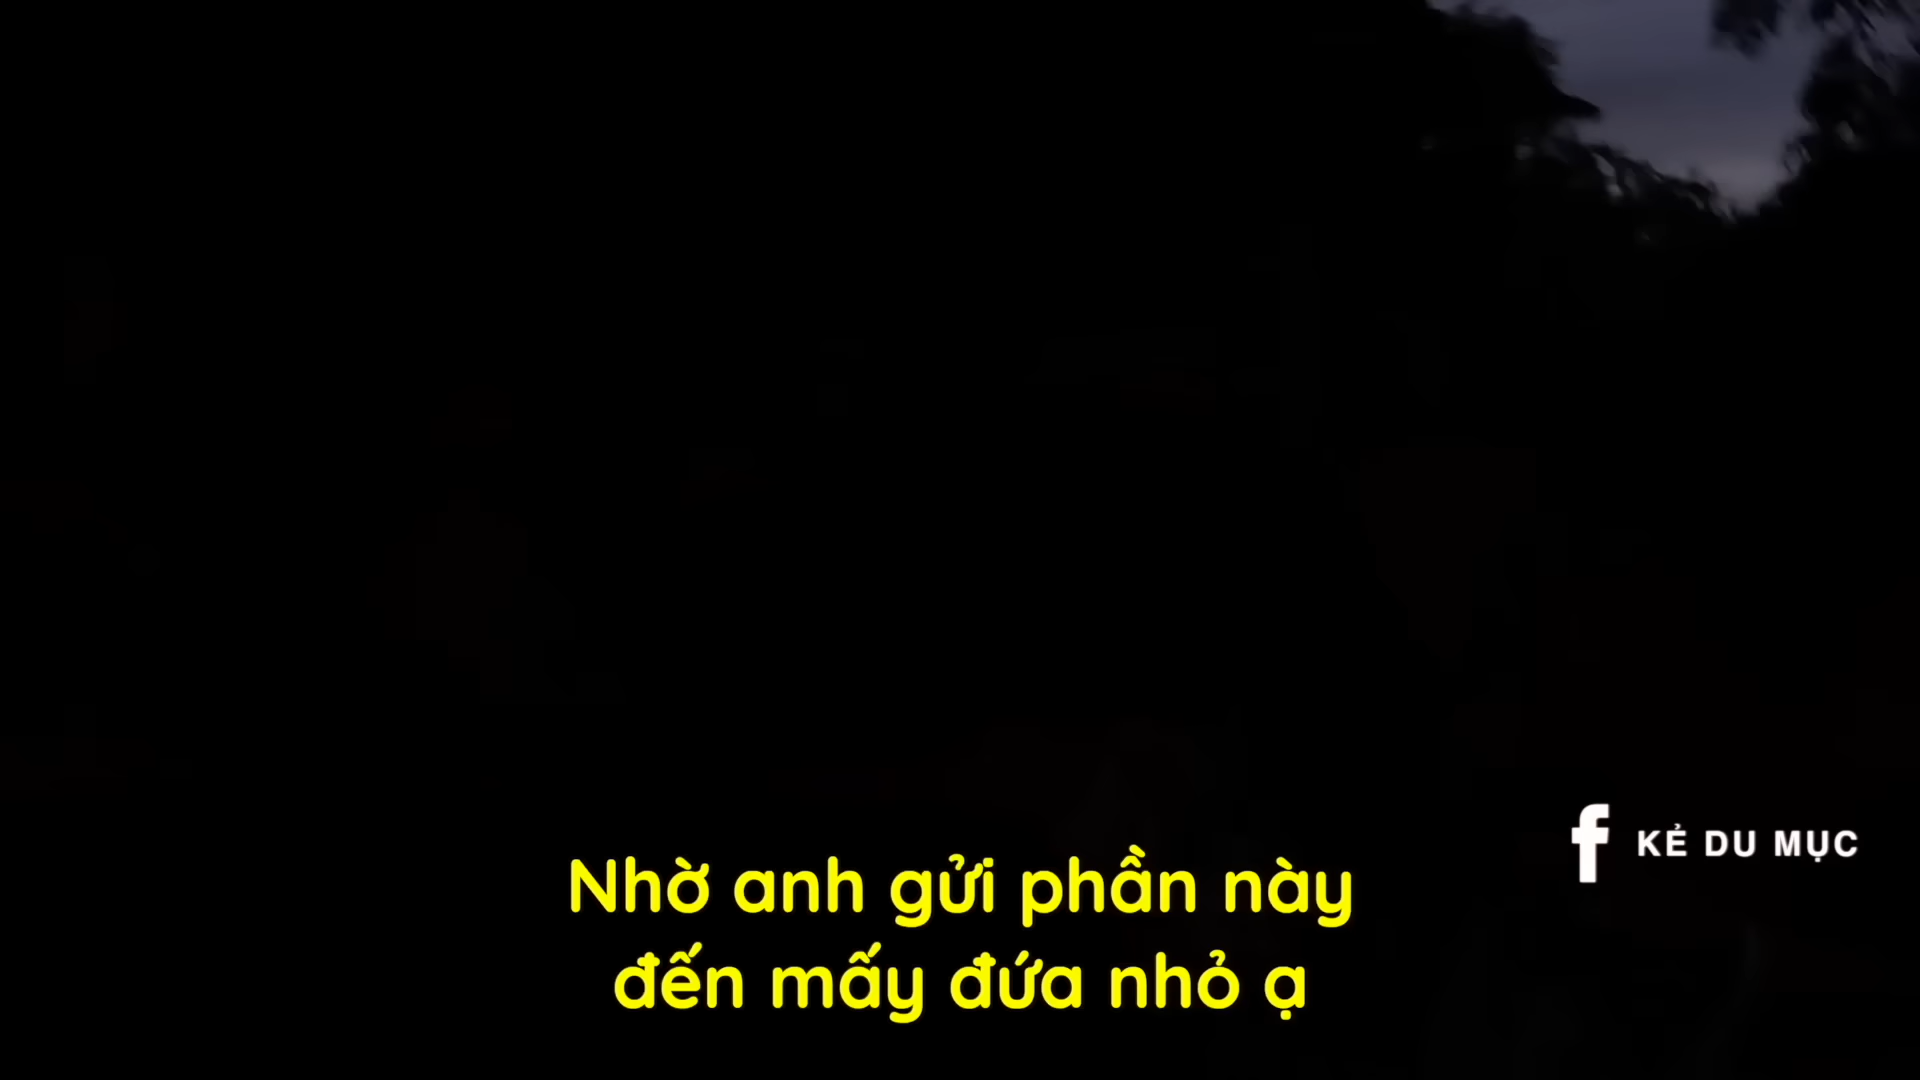 KẺ DU MỤC
Nhờ anh gửi phần này
đến mấy đứa nhỏ ạ